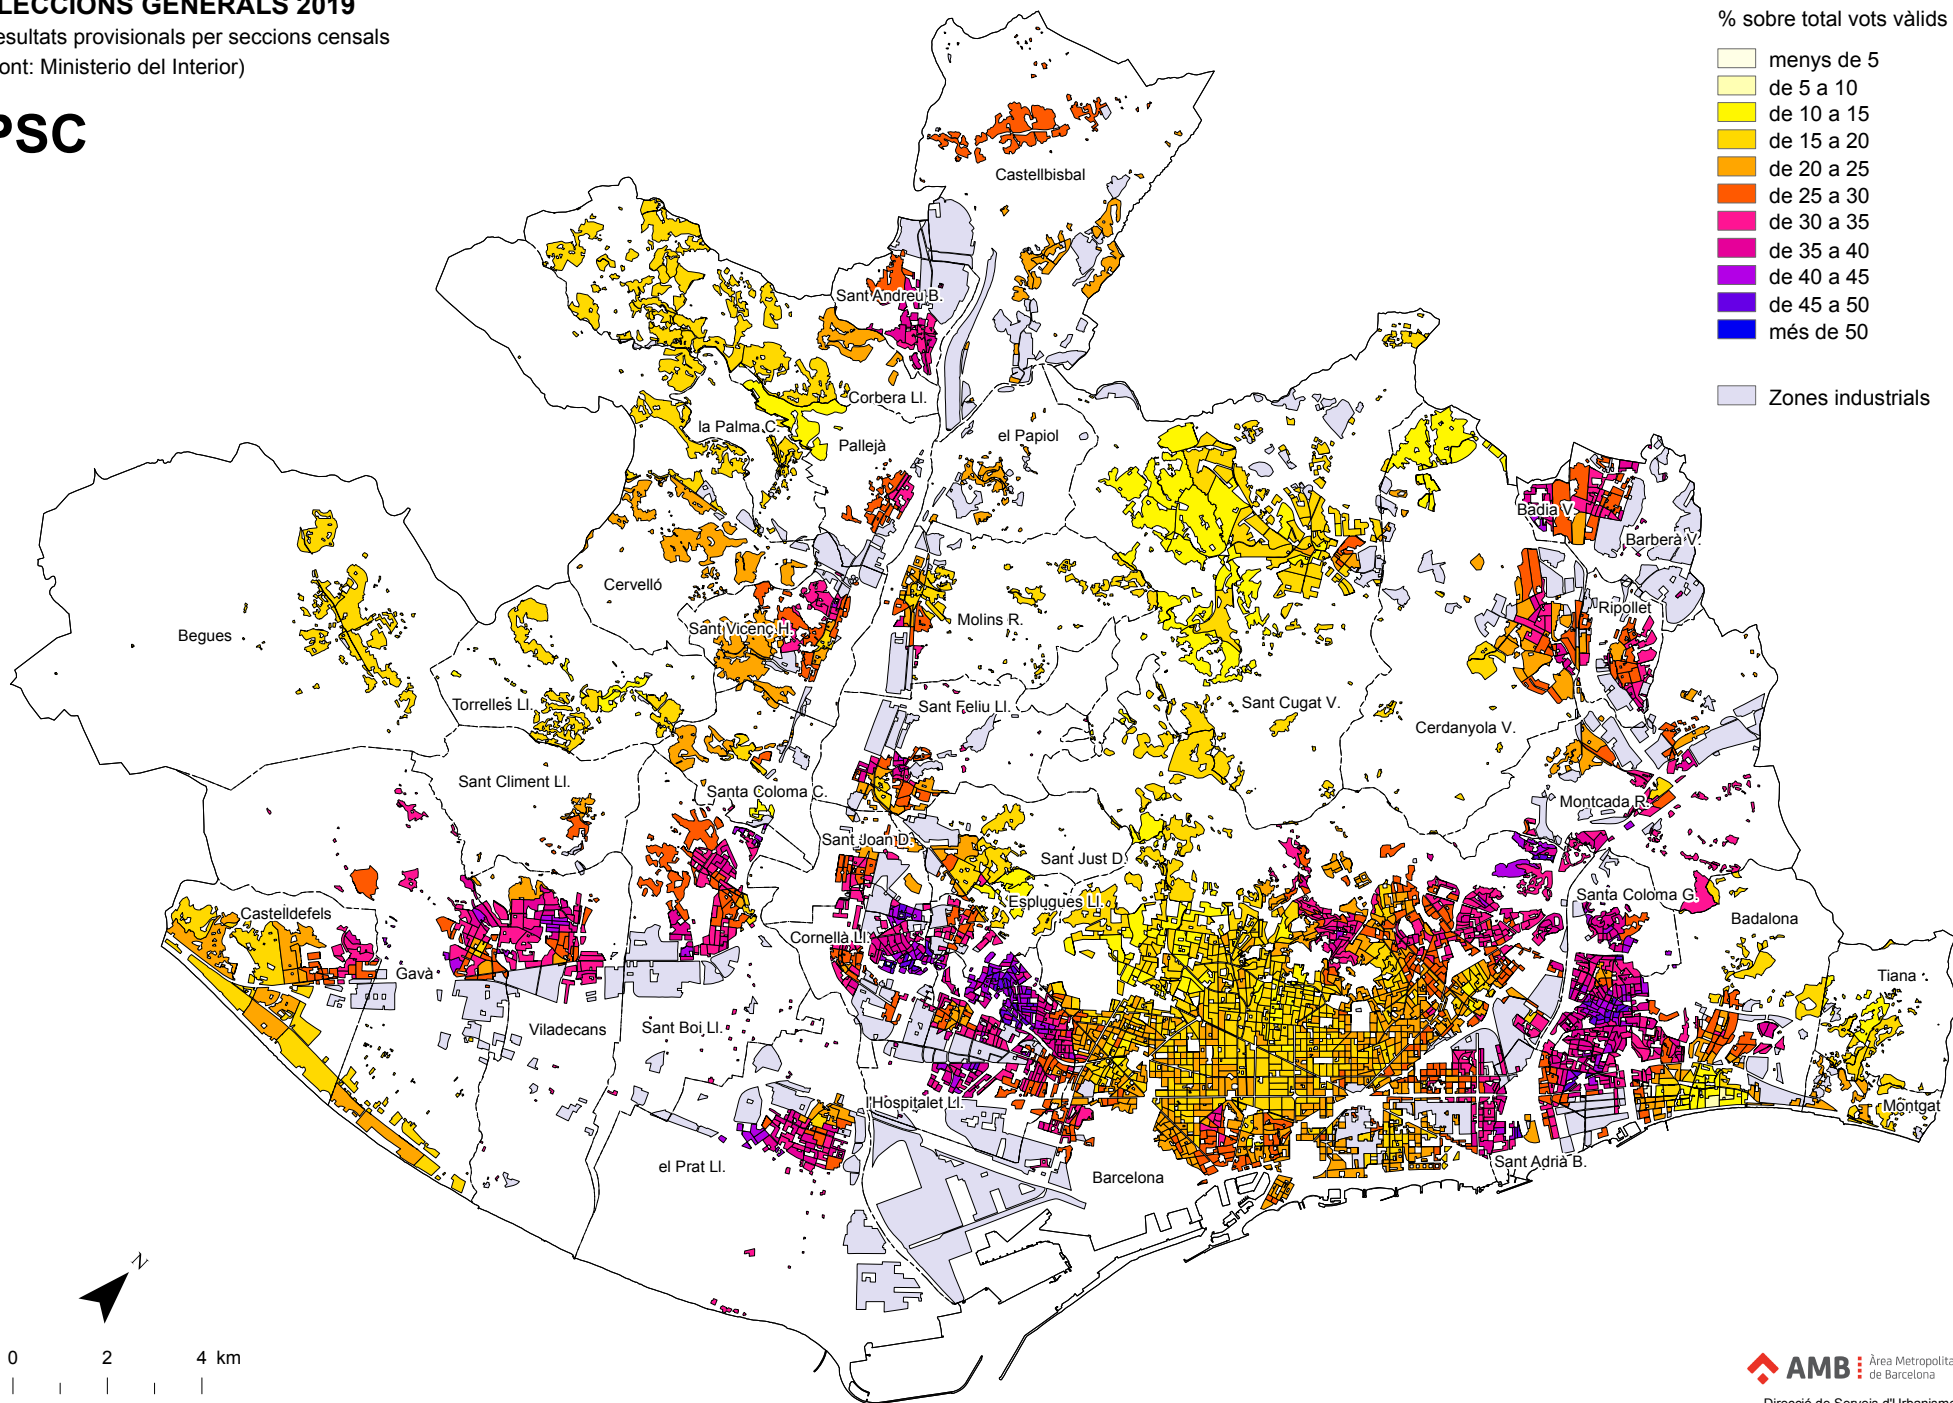 LECCIONS GENERALS 2019
esultats provisionals per seccions censals
ont: Ministerio del Interior)
PSC
% sobre total vots vàlids
menys de 5
de 5 a 10
de 10 a 15
de 15 a 20
de 20 a 25
de 25 a 30
de 30 a 35
de 35 a 40
de 40 a 45
de 45 a 50
més de 50
Zones industrials
Castellbisbal
Sant Andreu B.
Corbera Ll.
la Palma C.
Pallejà
el Papiol
Badia V.
Barberà V.
Cervelló
Ripollet
Begues
Sant Vicenç H.
Molins R.
Torrelles Ll.
Sant Feliu Ll.
Sant Cugat V.
Cerdanyola V.
Sant Climent Ll.
Santa Coloma C.
Montcada R.
Sant Joan D.
Sant Just D.
Santa Coloma G.
Castelldefels
Esplugues Ll.
Badalona
Cornellà Ll.
Gavà
Tiana
Viladecans
Sant Boi Ll.
l'Hospitalet Ll.
Montgat
el Prat Ll.
Barcelona
Sant Adrià B.
N
0 2 4 km
AMB
Àrea Metropolita
de Barcelona
Direcció de Serveis d'Urbanisme